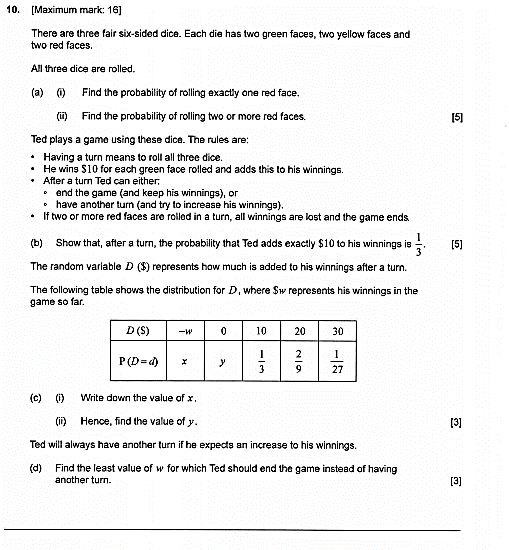 10. [Maximum mark: 16]
There are three fair six-sided dice. Each die has two green faces, two yellow faces and
two red faces.
All three dice are rolled.
(a) (i) Find the probability of rolling exactly one red face.
(ii) Find the probability of rolling two or more red faces. [5]
Ted plays a game using these dice. The rules are:
• Having a turn means to roll all three dice.
• He wins $10 for each green face rolled and adds this to his winnings.
• After a turn Ted can either:
∘ end the game (and keep his winnings), or
∘ have another turn (and try to increase his winnings).
• If two or more red faces are rolled in a turn, all winnings are lost and the game ends.
(b) Show that, after a turn, the probability that Ted adds exactly $10 to his winnings is 1/3. [5]
The random variable D ($) represents how much is added to his winnings after a turn.
The following table shows the distribution for D, where $w represents his winnings in the
game so far.
D ($) −w 0 10 20 30
P(D = d) x y 1/3 2/9 1/27
(c) (i) Write down the value of x.
(ii) Hence, find the value of y. [3]
Ted will always have another turn if he expects an increase to his winnings.
(d) Find the least value of w for which Ted should end the game instead of having
another turn. [3]